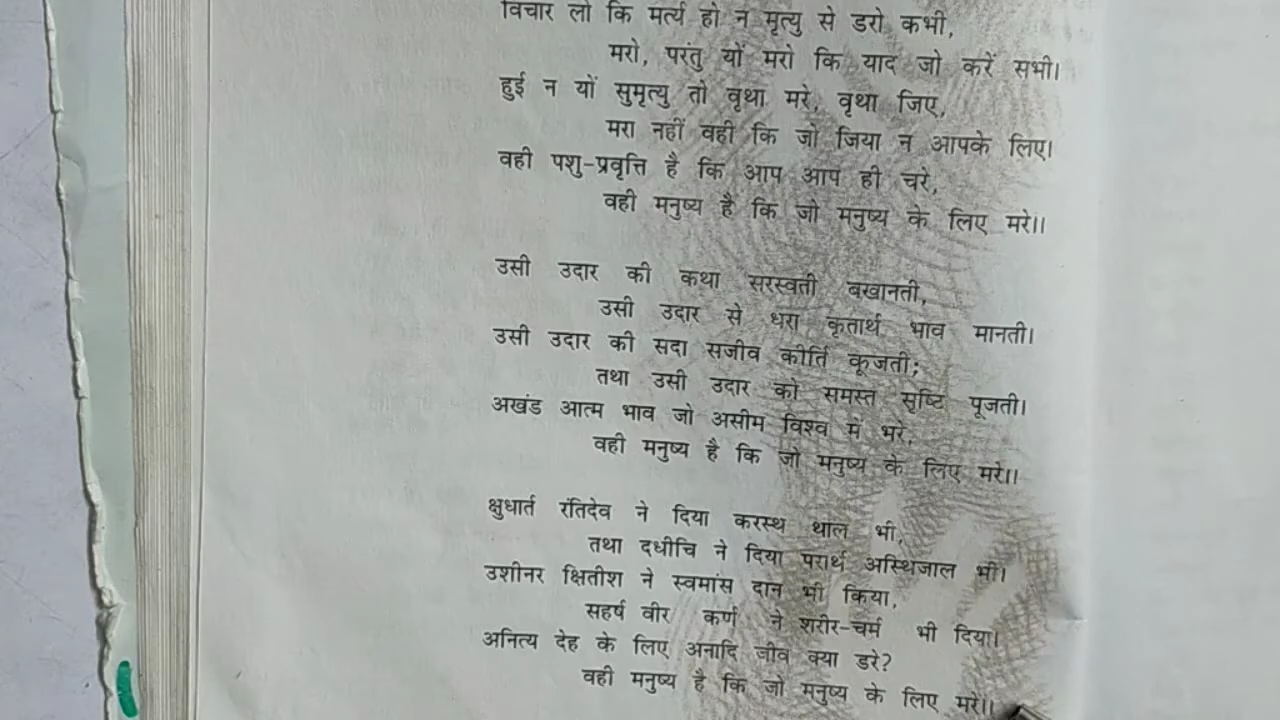 विचार लो कि मर्त्य हो न मृत्यु से डरो कभी,
मरो, परंतु यों मरो कि याद जो करें सभी।
हुई न यों सुमृत्यु तो वृथा मरे, वृथा जिए,
मरा नहीं वही कि जो जिया न आपके लिए।
वही पशु-प्रवृत्ति है कि आप आप ही चरे,
वही मनुष्य है कि जो मनुष्य के लिए मरे।।
उसी उदार की कथा सरस्वती बखानती,
उसी उदार से धरा कृतार्थ भाव मानती।
उसी उदार की सदा सजीव कीर्ति कूजती;
तथा उसी उदार को समस्त सृष्टि पूजती।
अखंड आत्म भाव जो असीम विश्व में भरे,
वही मनुष्य है कि जो मनुष्य के लिए मरे।।
क्षुधार्त रंतिदेव ने दिया करस्थ थाल भी,
तथा दधीचि ने दिया परार्थ अस्थिजाल भी।
उशीनर क्षितीश ने स्वमांस दान भी किया,
सहर्ष वीर कर्ण ने शरीर-चर्म भी दिया।
अनित्य देह के लिए अनादि जीव क्या डरे?
वही मनुष्य है कि जो मनुष्य के लिए मरे।।